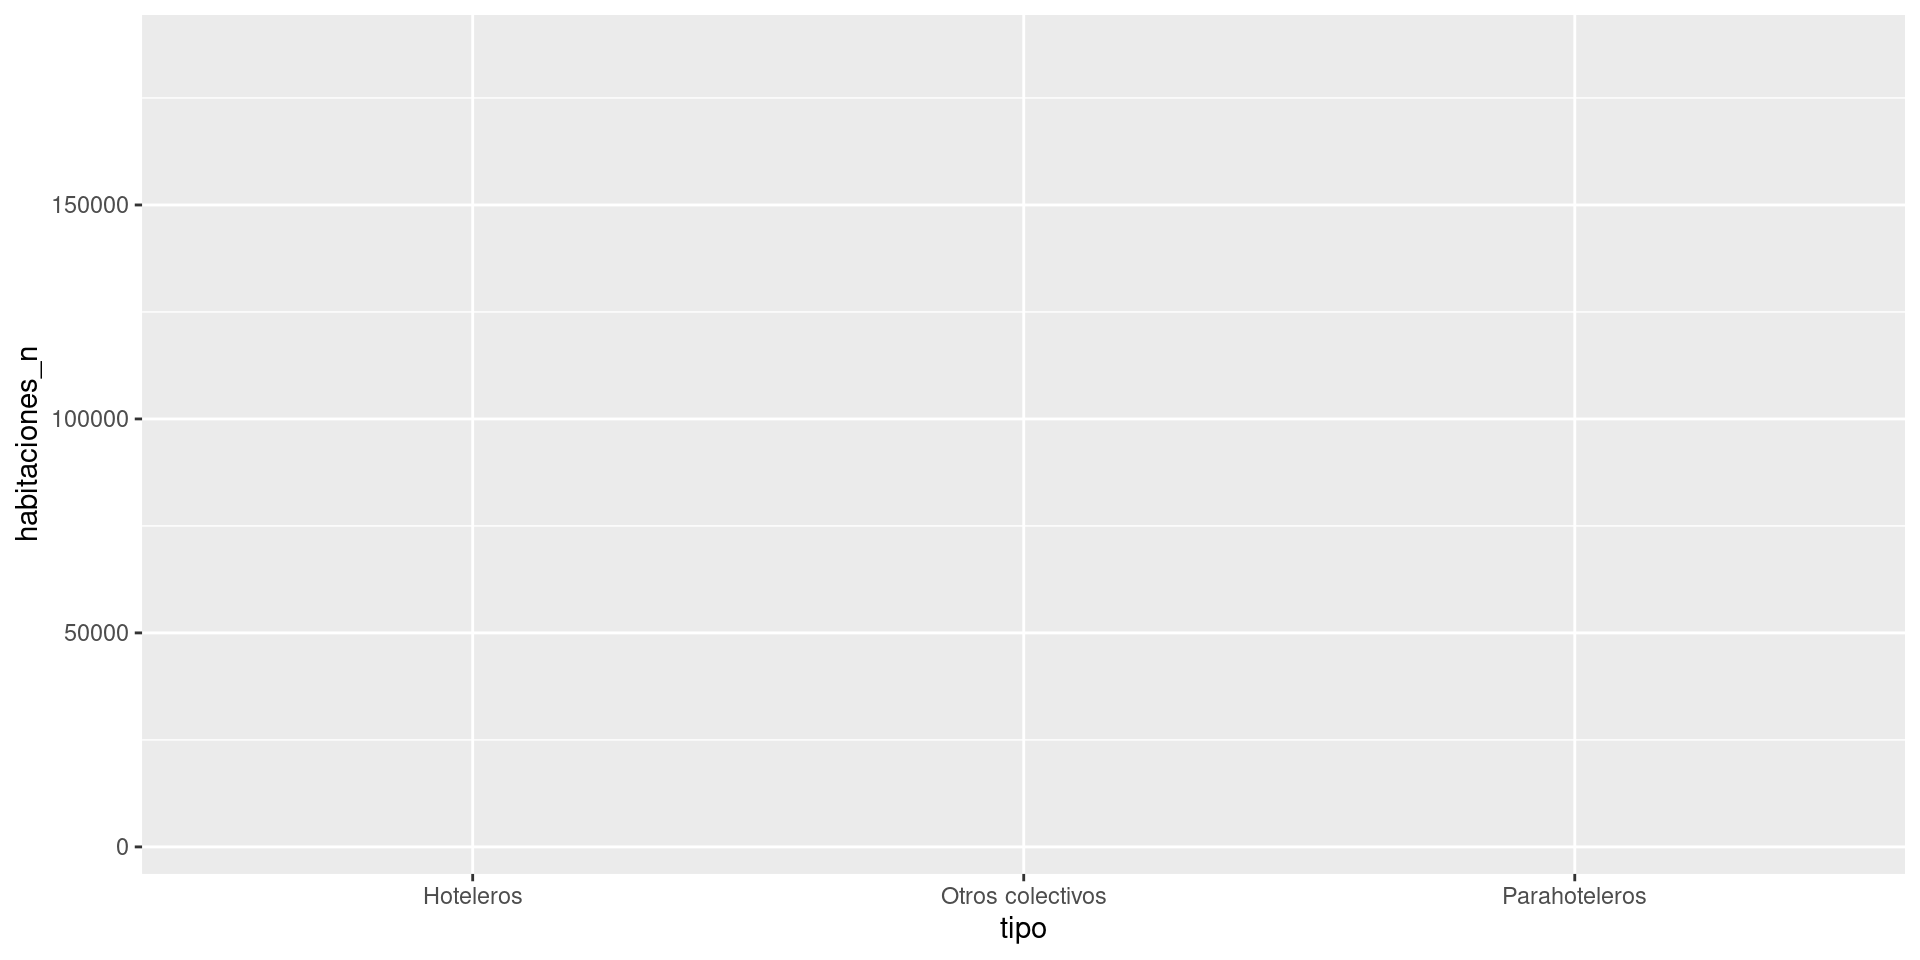 habitaciones_n
150000
100000
50000
0
Hoteleros
Otros colectivos
Parahoteleros
tipo